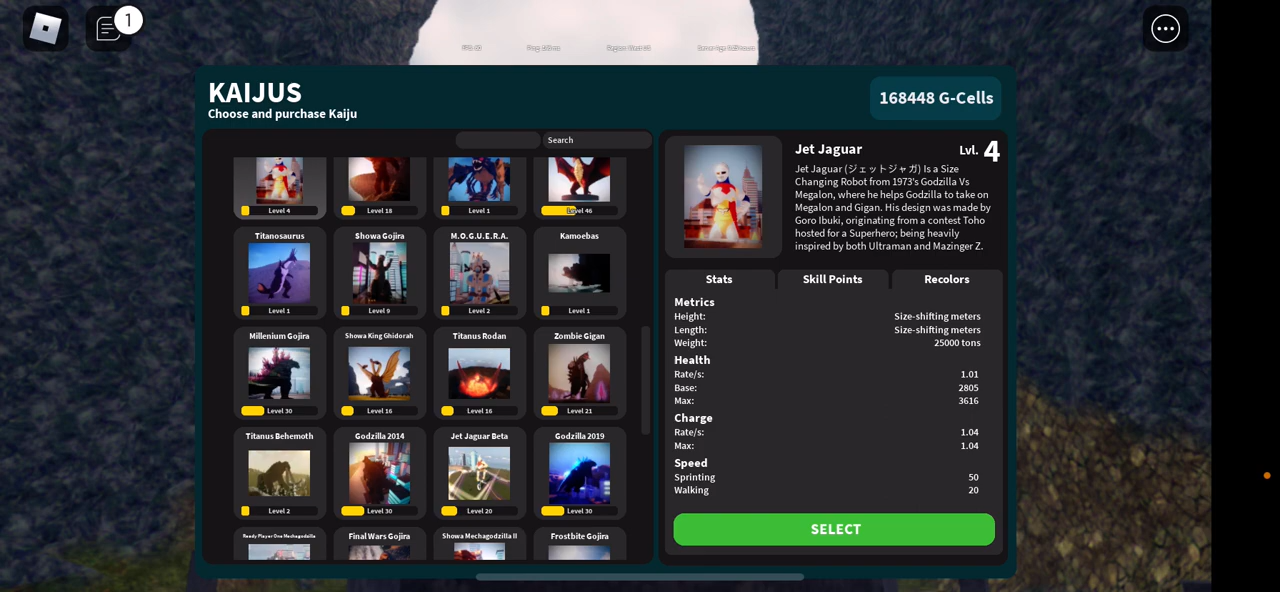 1
KAIJUS
Choose and purchase Kaiju
168448 G-Cells
Search
Level 4
Level 18
Level 1
Level 46
Titanosaurus
Showa Gojira
M.O.G.U.E.R.A.
Kamoebas
Level 1
Level 9
Level 2
Level 1
Millenium Gojira
Showa King Ghidorah
Titanus Rodan
Zombie Gigan
Level 30
Level 16
Level 16
Level 21
Titanus Behemoth
Godzilla 2014
Jet Jaguar Beta
Godzilla 2019
Level 2
Level 30
Level 20
Level 30
Ready Player One Mechagodzilla
Final Wars Gojira
Showa Mechagodzilla II
Frostbite Gojira
Jet Jaguar
Lvl. 4
Jet Jaguar (ジェットジャガ) Is a Size
Changing Robot from 1973's Godzilla Vs
Megalon, where he helps Godzilla to take on
Megalon and Gigan. His design was made by
Goro Ibuki, originating from a contest Toho
hosted for a Superhero; being heavily
inspired by both Ultraman and Mazinger Z.
Stats
Skill Points
Recolors
Metrics
Height: Size-shifting meters
Length: Size-shifting meters
Weight: 25000 tons
Health
Rate/s: 1.01
Base: 2805
Max: 3616
Charge
Rate/s: 1.04
Max: 1.04
Speed
Sprinting 50
Walking 20
SELECT